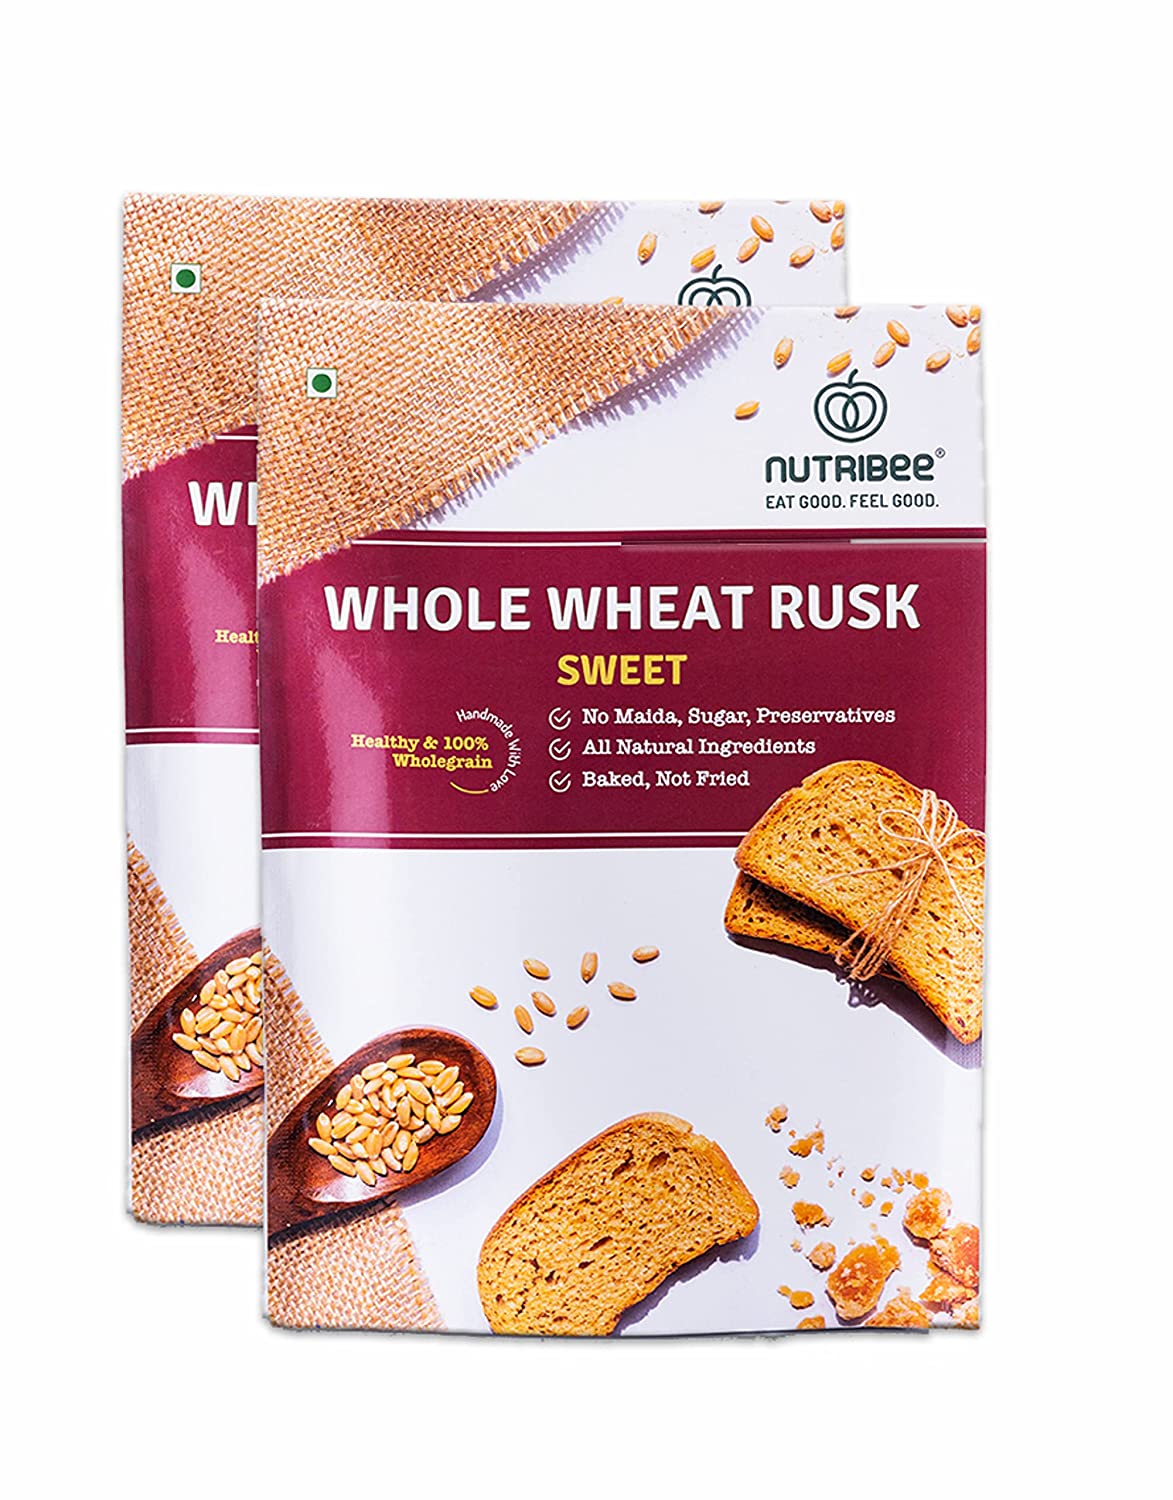 NUTRIBEE®
EAT GOOD. FEEL GOOD.
WHOLE WHEAT RUSK
SWEET
Handmade With Love
Healthy & 100%
Wholegrain
No Maida, Sugar, Preservatives
All Natural Ingredients
Baked, Not Fried